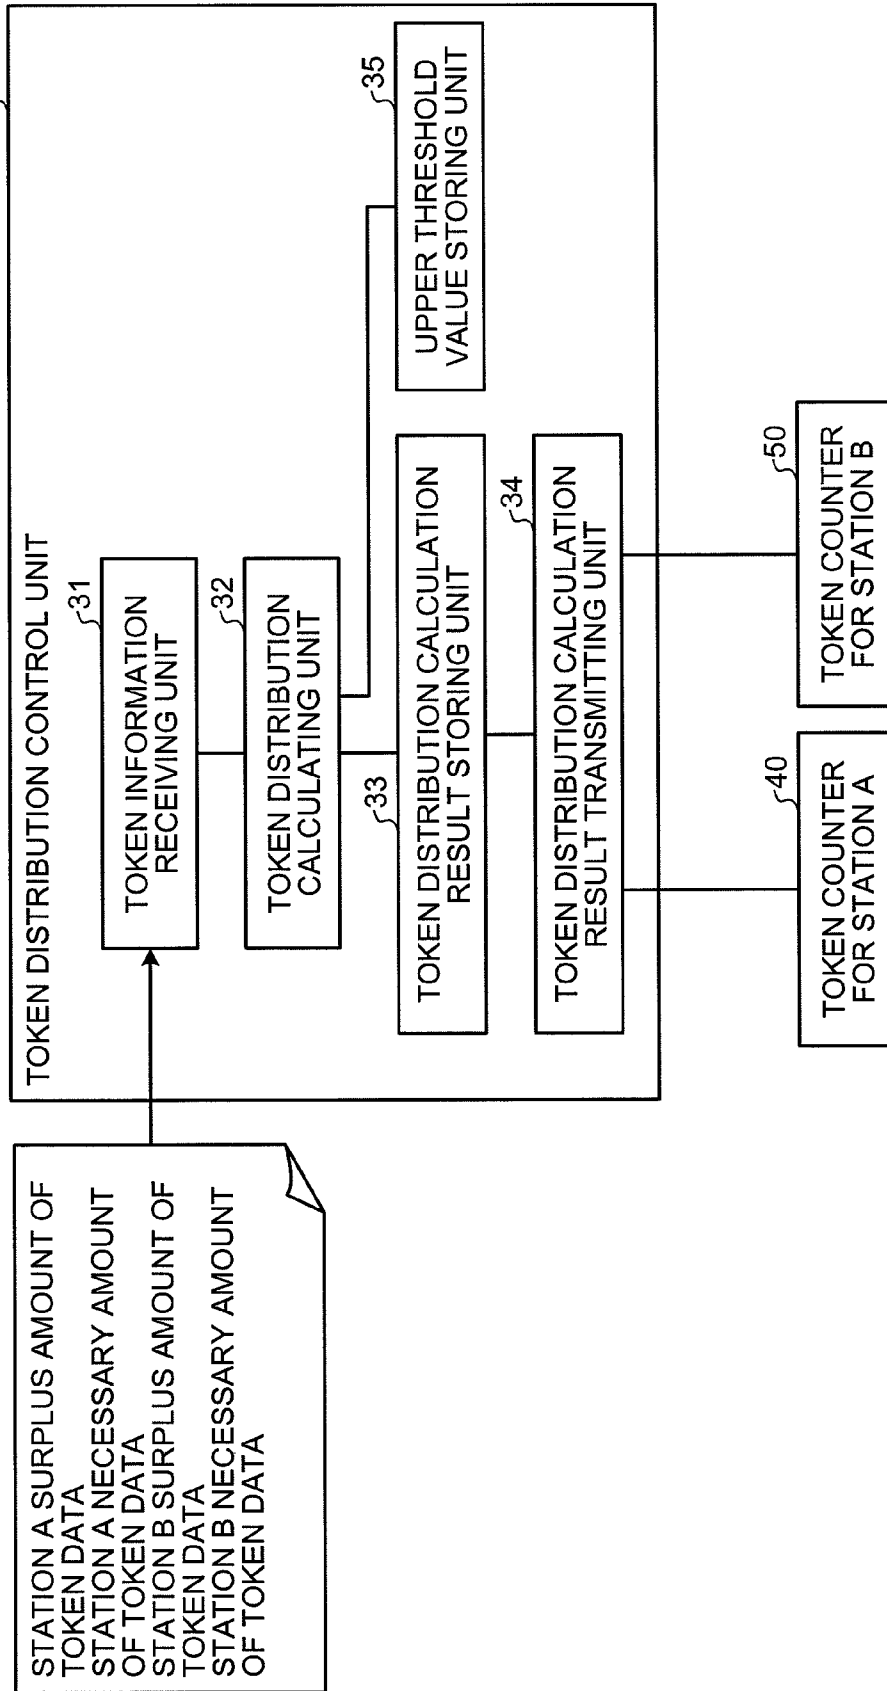 STATION A SURPLUS AMOUNT OF
TOKEN DATA
STATION A NECESSARY AMOUNT
OF TOKEN DATA
STATION B SURPLUS AMOUNT OF
TOKEN DATA
STATION B NECESSARY AMOUNT
OF TOKEN DATA
TOKEN DISTRIBUTION CONTROL UNIT
31
TOKEN INFORMATION
RECEIVING UNIT
32
TOKEN DISTRIBUTION
CALCULATING UNIT
33
TOKEN DISTRIBUTION CALCULATION
RESULT STORING UNIT
35
UPPER THRESHOLD
VALUE STORING UNIT
34
TOKEN DISTRIBUTION CALCULATION
RESULT TRANSMITTING UNIT
40
TOKEN COUNTER
FOR STATION A
50
TOKEN COUNTER
FOR STATION B